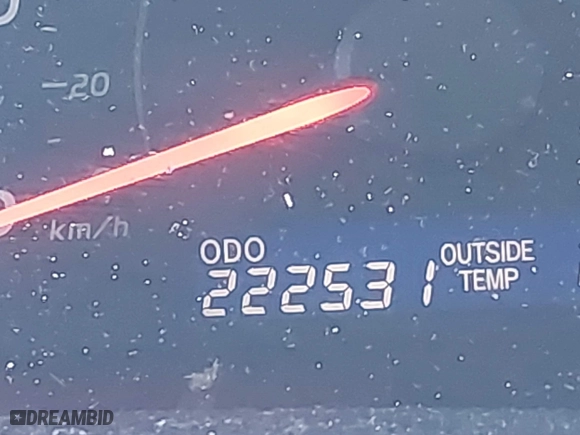 20
km/h
ODO
222531
OUTSIDE
TEMP
DREAMBID